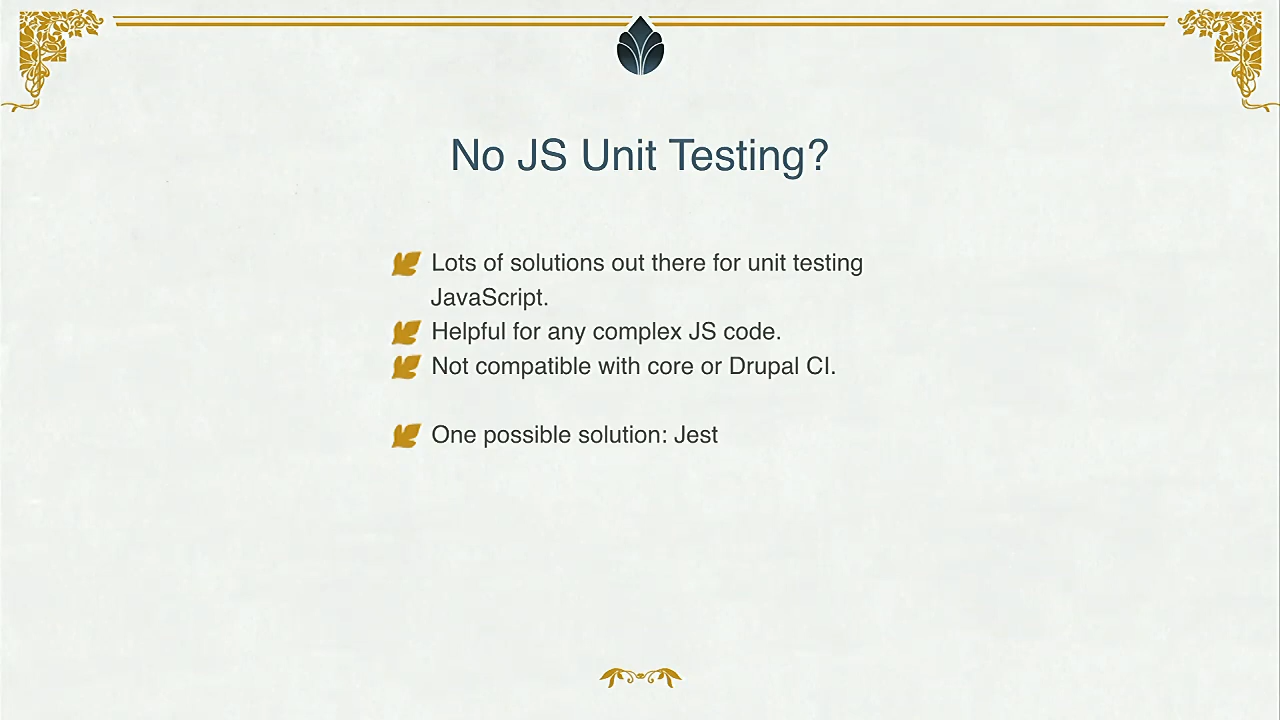 No JS Unit Testing?
Lots of solutions out there for unit testing
JavaScript.
Helpful for any complex JS code.
Not compatible with core or Drupal CI.
One possible solution: Jest